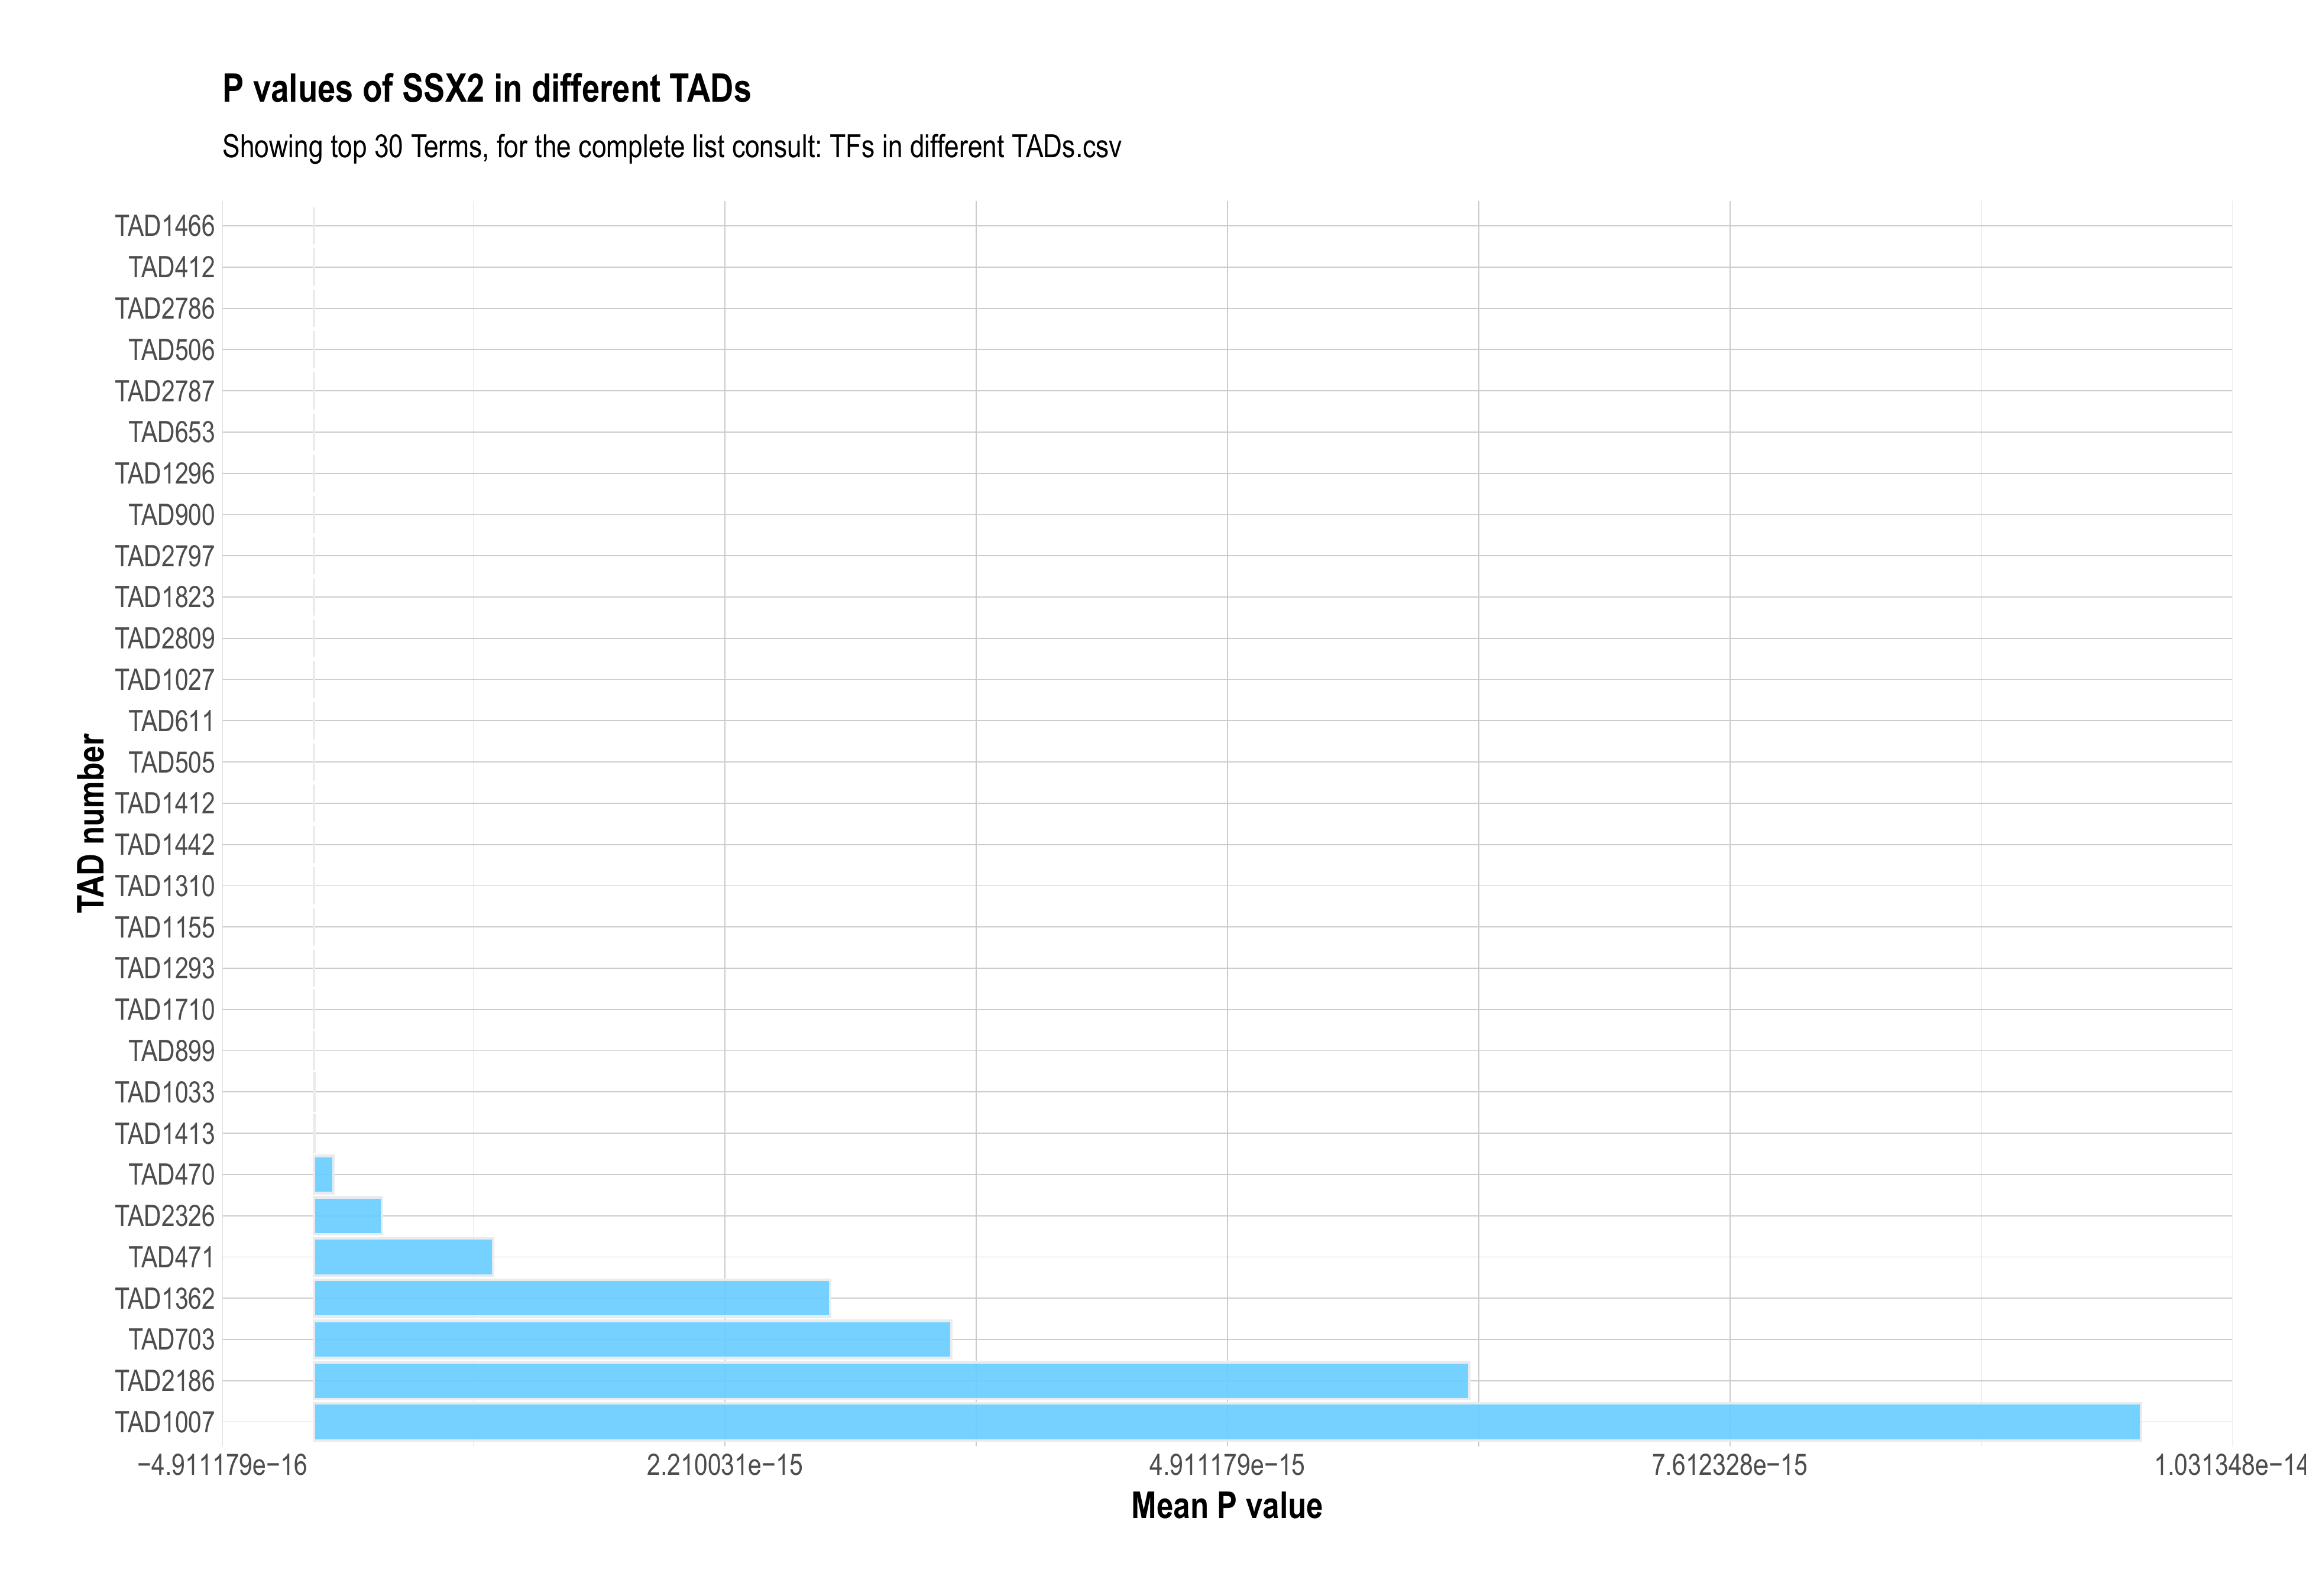 P values of SSX2 in different TADs
Showing top 30 Terms, for the complete list consult: TFs in different TADs.csv
TAD number
TAD1466
TAD412
TAD2786
TAD506
TAD2787
TAD653
TAD1296
TAD900
TAD2797
TAD1823
TAD2809
TAD1027
TAD611
TAD505
TAD1412
TAD1442
TAD1310
TAD1155
TAD1293
TAD1710
TAD899
TAD1033
TAD1413
TAD470
TAD2326
TAD471
TAD1362
TAD703
TAD2186
TAD1007
−4.911179e−16 2.210031e−15 4.911179e−15 7.612328e−15 1.031348e−14
Mean P value